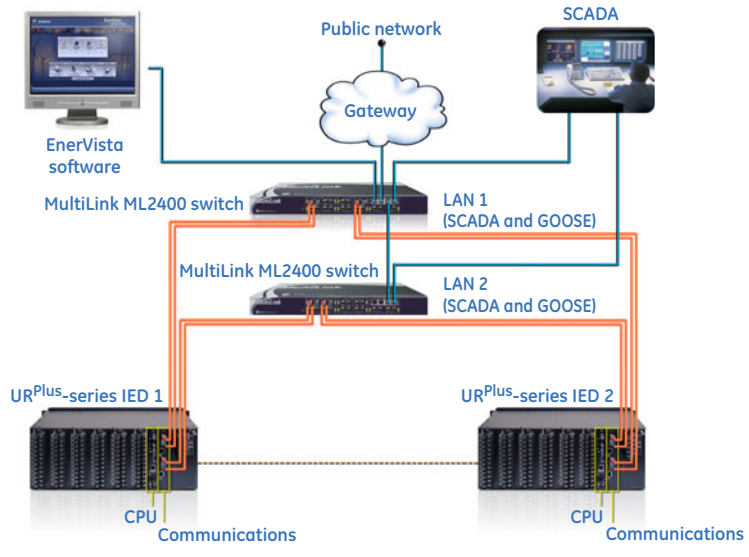 SCADA
Public network
Gateway
EnerVista
software
MultiLink ML2400 switch
LAN 1
(SCADA and GOOSE)
MultiLink ML2400 switch
LAN 2
(SCADA and GOOSE)
URPlus-series IED 1
URPlus-series IED 2
CPU
Communications
CPU
Communications